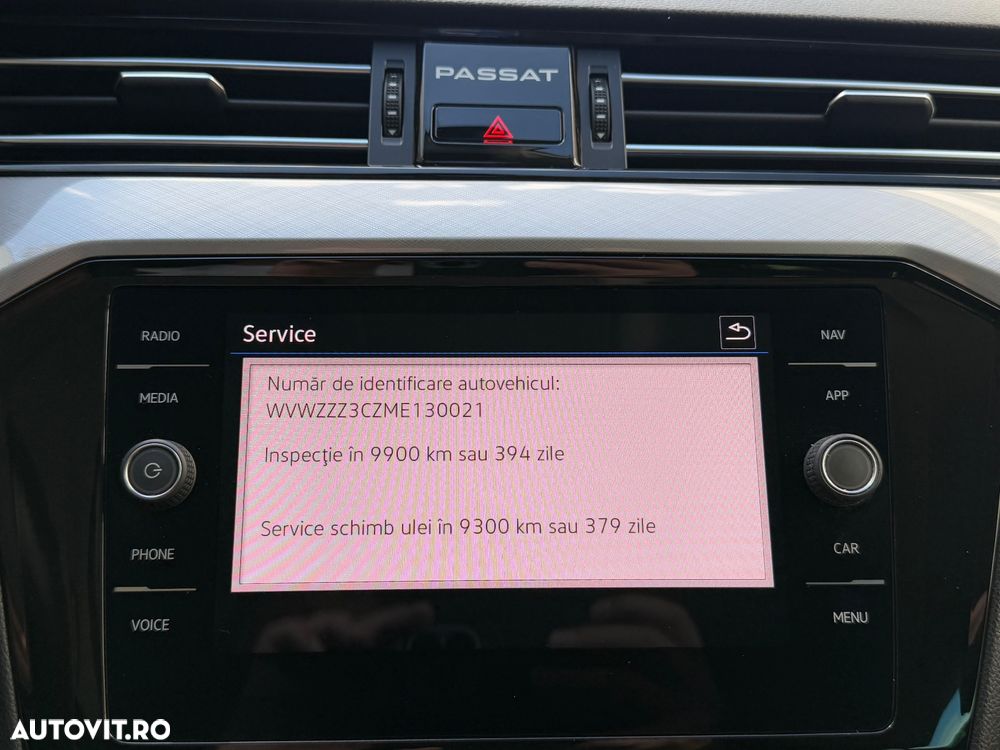 PASSAT
RADIO
MEDIA
PHONE
VOICE
Service
Număr de identificare autovehicul:
WVWZZZ3CZME130021
Inspecţie în 9900 km sau 394 zile
Service schimb ulei în 9300 km sau 379 zile
NAV
APP
CAR
MENU
AUTOVIT.RO